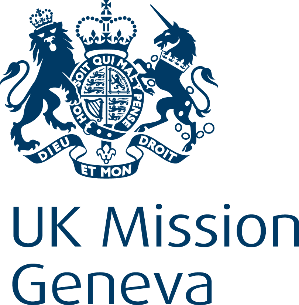 SOIT QUI MAL
PENSE
DIEU ET MON DROIT
UK Mission
Geneva